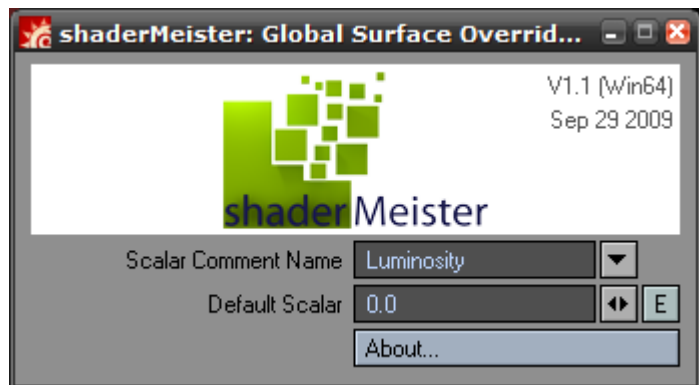 shaderMeister: Global Surface Overrid...
V1.1 (Win64)
Sep 29 2009
shaderMeister
Scalar Comment Name Luminosity
Default Scalar 0.0 E
About...